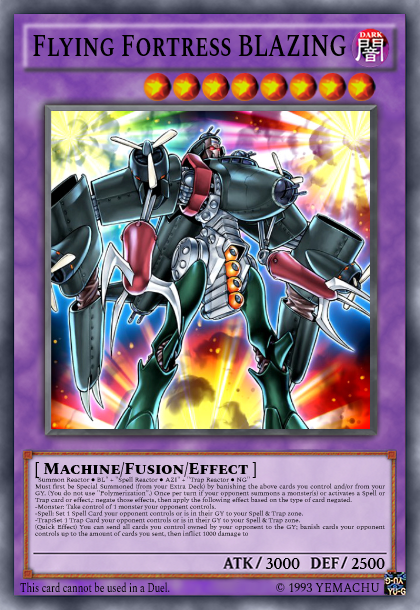 FLYING FORTRESS BLAZING
DARK
闇
[ MACHINE/FUSION/EFFECT ]
"Summon Reactor ● BL" + "Spell Reactor ● AZI" + "Trap Reactor ● NG"
Must first be Special Summoned (from your Extra Deck) by banishing the above cards you control and/or from your
GY. (You do not use "Polymerization".) Once per turn if your opponent summons a monster(s) or activates a Spell or
Trap card or effect, negate those effects, then apply the following effect based on the type of card negated.
-Monster: Take control of 1 monster your opponent controls.
-Spell: Set 1 Spell Card your opponent controls or is in their GY to your Spell & Trap zone.
-Trap:Set 1 Trap Card your opponent controls or is in their GY to your Spell & Trap zone.
(Quick Effect) You can send all cards you control owned by your opponent to the GY; banish cards your opponent
controls up to the amount of cards you sent, then inflict 1000 damage to
ATK / 3000 DEF / 2500
This card cannot be used in a Duel.
© 1993 YEMACHU